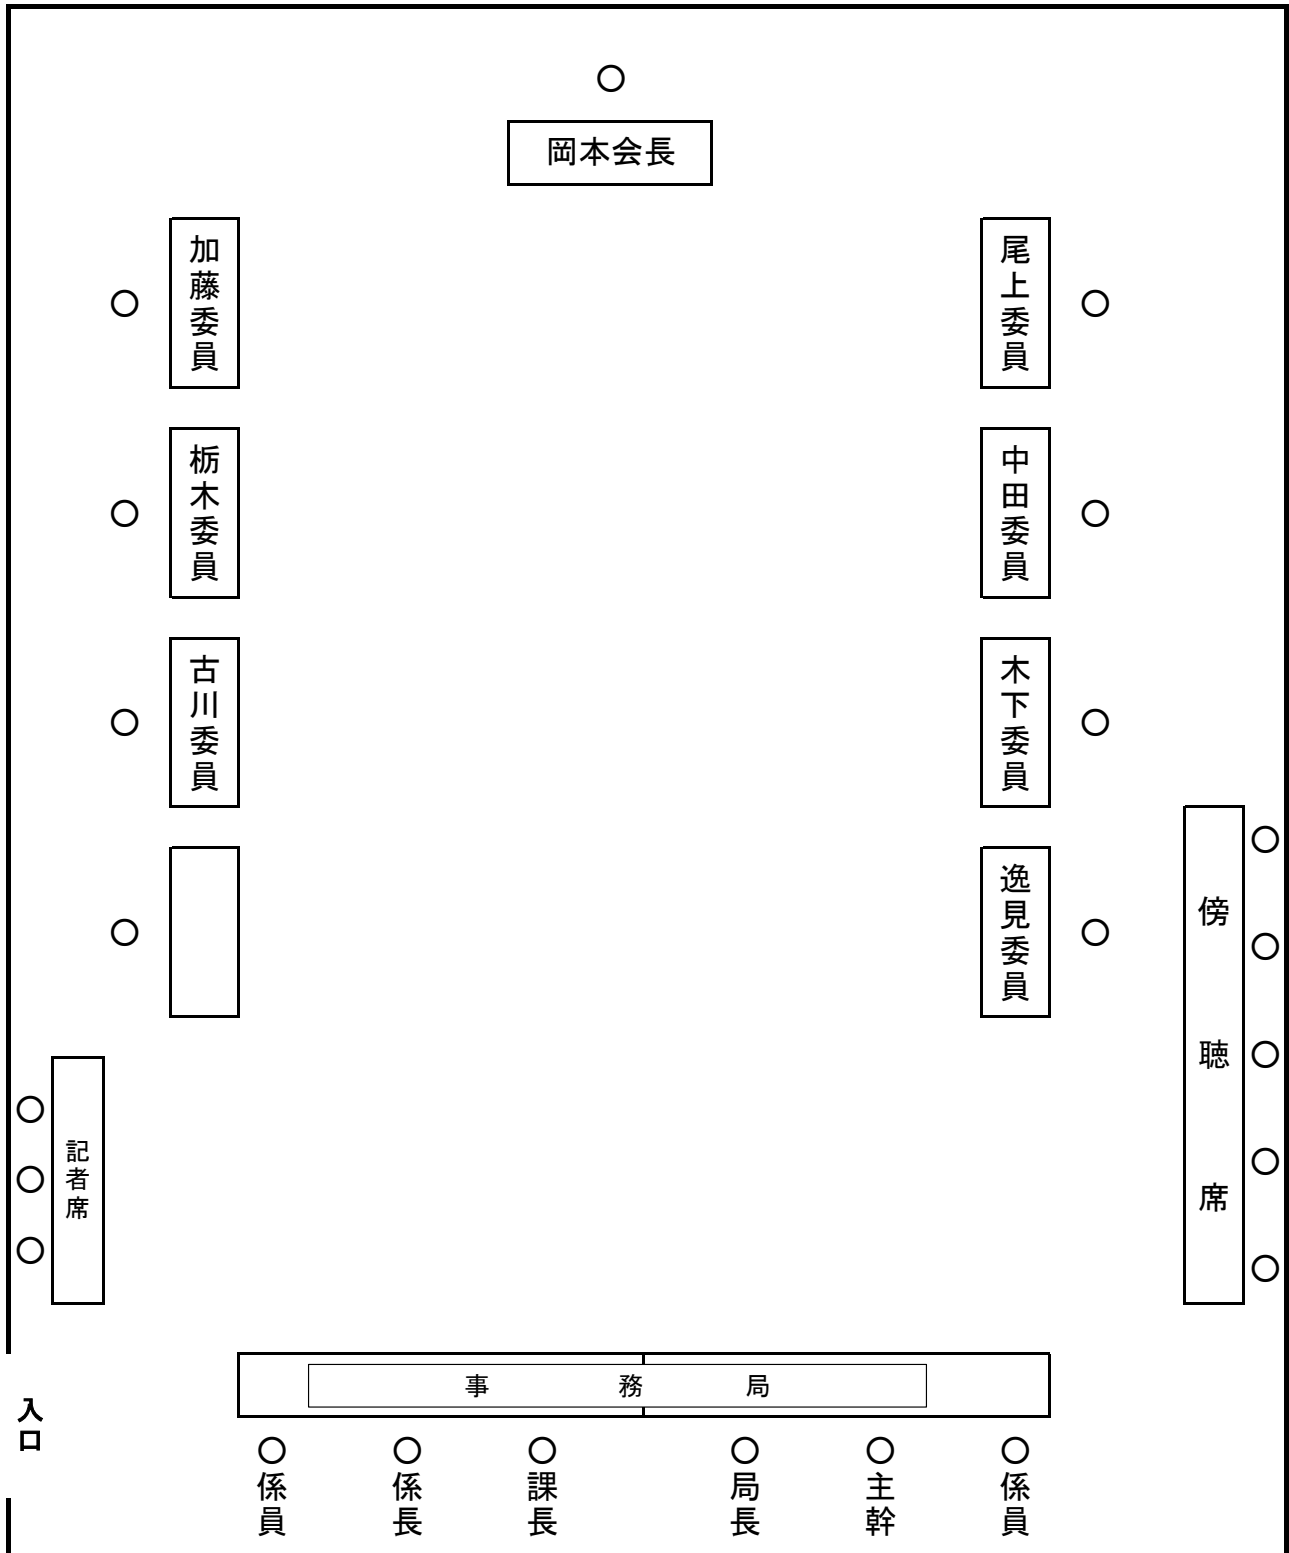 岡本会長
加藤委員
尾上委員
栃木委員
中田委員
古川委員
木下委員
逸見委員
傍聴席
記者席
事務局
入口
係員
係長
課長
局長
主幹
係員